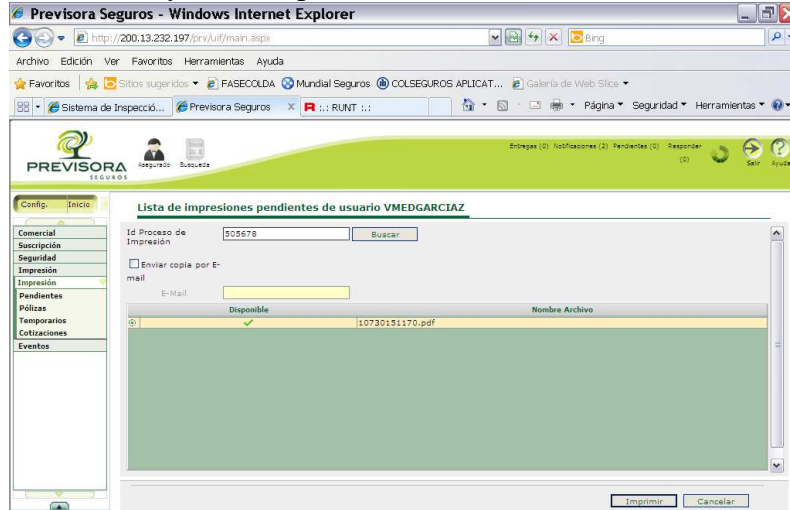 Previsora Seguros - Windows Internet Explorer
http://200.13.232.197/prv/uif/main.aspx
Bing
Archivo Edición Ver Favoritos Herramientas Ayuda
Favoritos Sitios sugeridos FASECOLDA Mundial Seguros COLSEGUROS APLICAT... Galería de Web Slice
Sistema de Inspecció... Previsora Seguros X R ..: RUNT :.: Página Seguridad Herramientas
PREVISORA
SEGUROS
Asegurado Busqueda
Entregas (0) Notificaciones (2) Pendientes (0) Responder
(0)
Salir Ayuda
Config. Inicio
Lista de impresiones pendientes de usuario VMEDGARCIAZ
Comercial
Suscripción
Seguridad
Impresión
Impresión
Pendientes
Pólizas
Temporarios
Cotizaciones
Eventos
Id Proceso de
Impresión
505678
Buscar
Enviar copia por E-
mail
E-Mail
Disponible Nombre Archivo
10730151170.pdf
Imprimir Cancelar